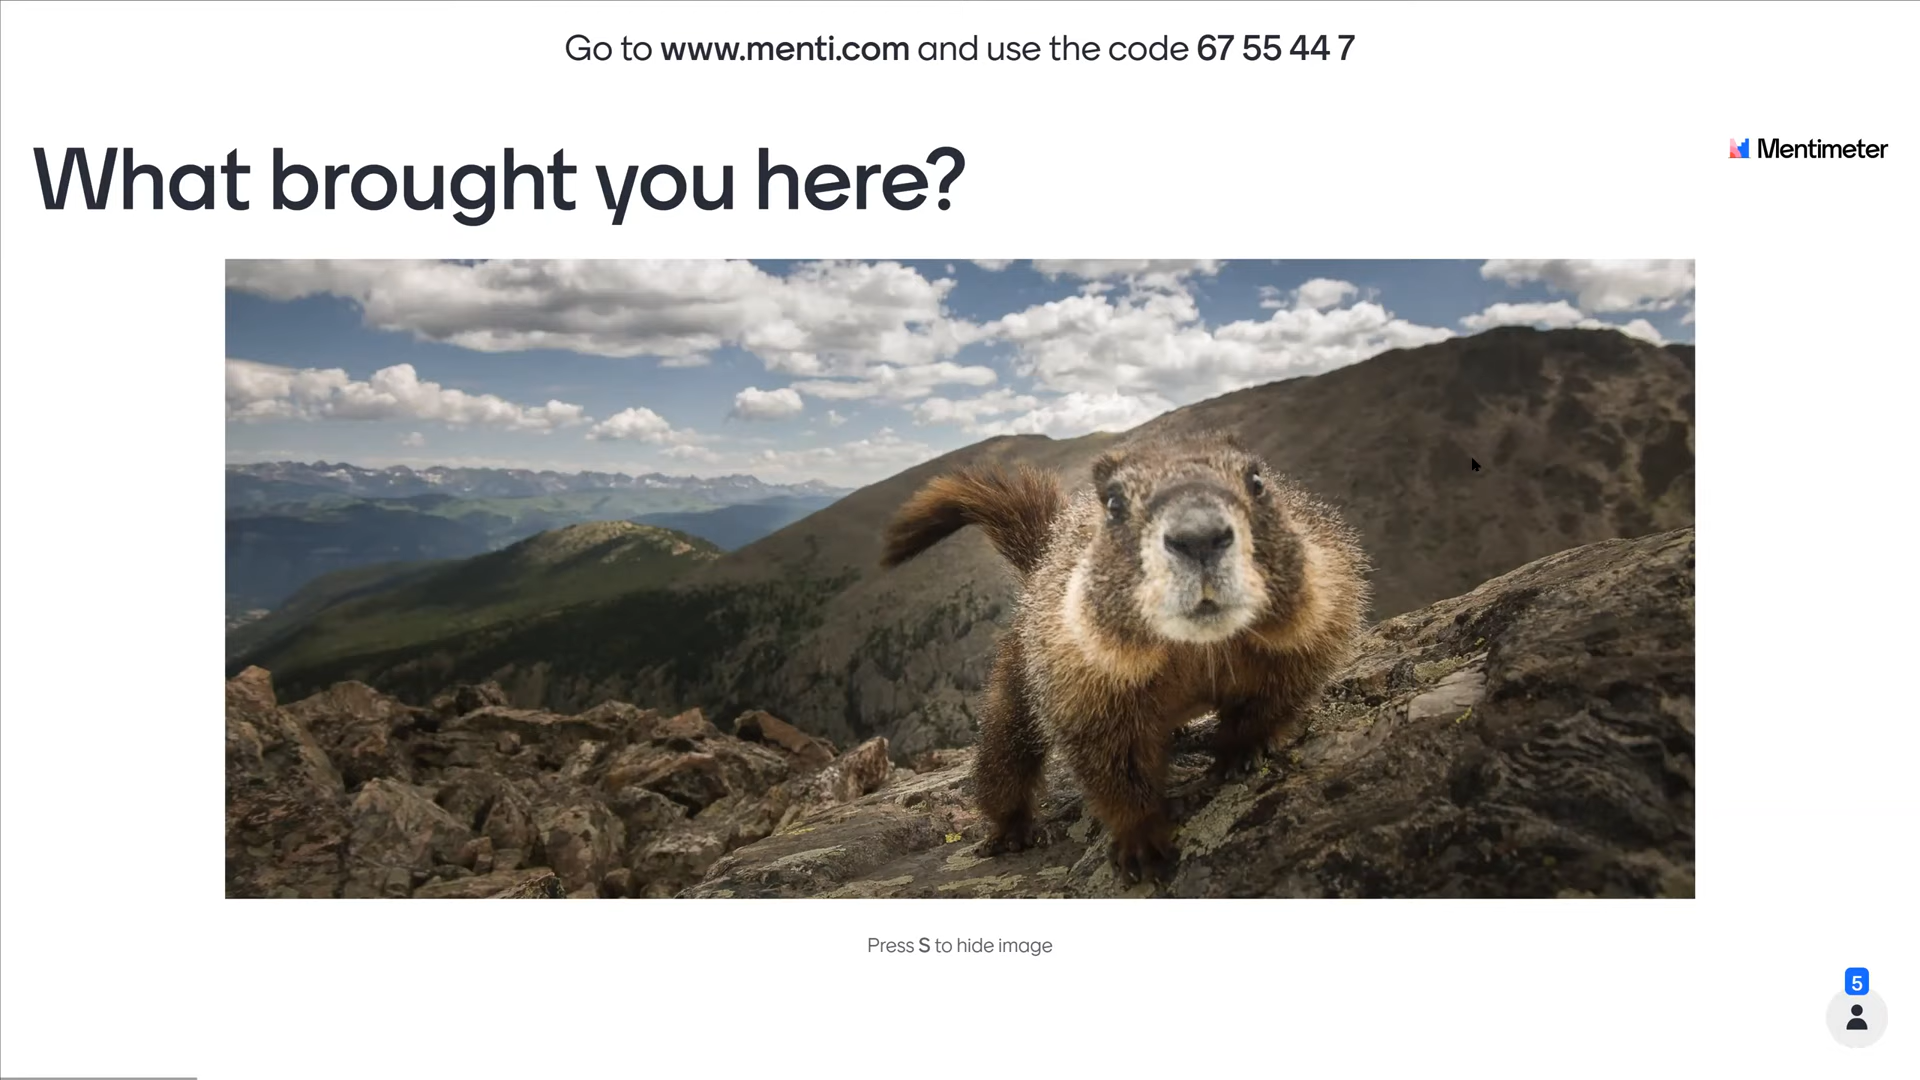 Go to www.menti.com and use the code 67 55 44 7
What brought you here?
Mentimeter
Press S to hide image
5